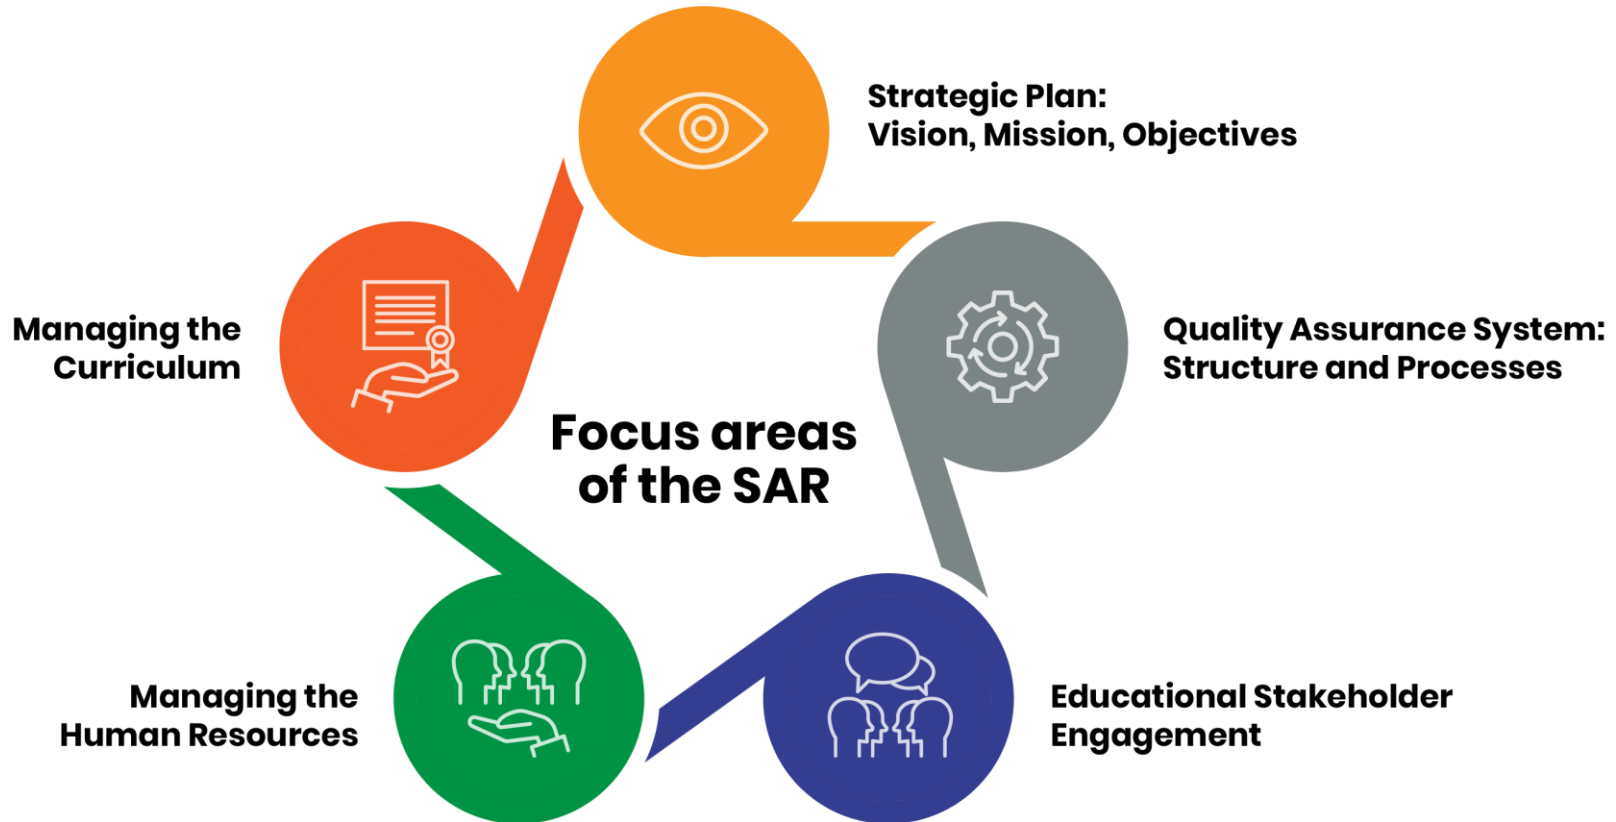 Strategic Plan:
Vision, Mission, Objectives
Quality Assurance System:
Structure and Processes
Educational Stakeholder
Engagement
Managing the
Human Resources
Managing the
Curriculum
Focus areas
of the SAR